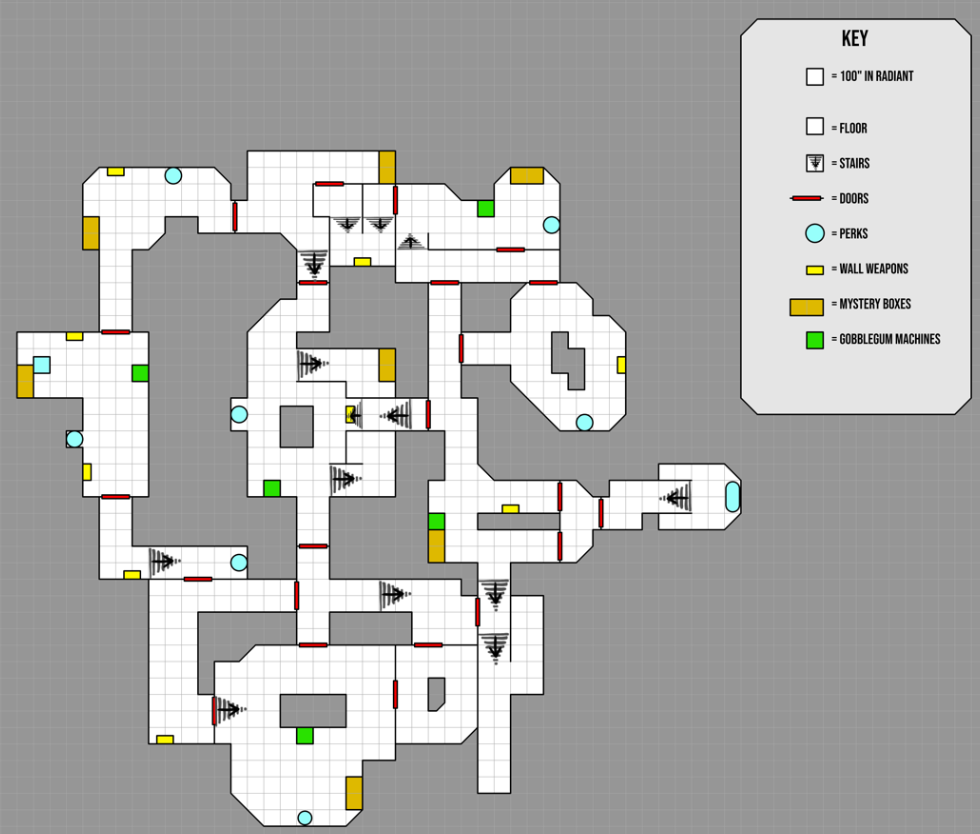 KEY
= 100" IN RADIANT
= FLOOR
= STAIRS
= DOORS
= PERKS
= WALL WEAPONS
= MYSTERY BOXES
= GOBBLEGUM MACHINES